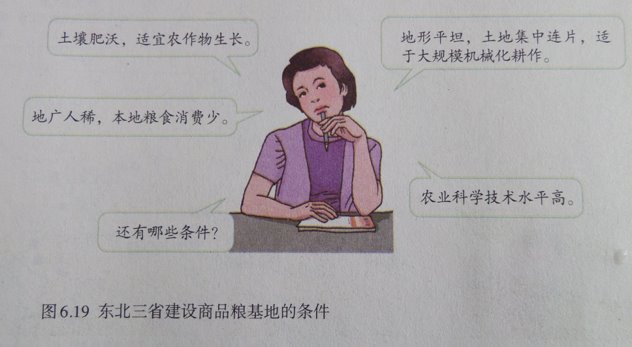 土壤肥沃，适宜农作物生长。
地形平坦，土地集中连片，适
于大规模机械化耕作。
地广人稀，本地粮食消费少。
农业科学技术水平高。
还有哪些条件？
图6.19 东北三省建设商品粮基地的条件